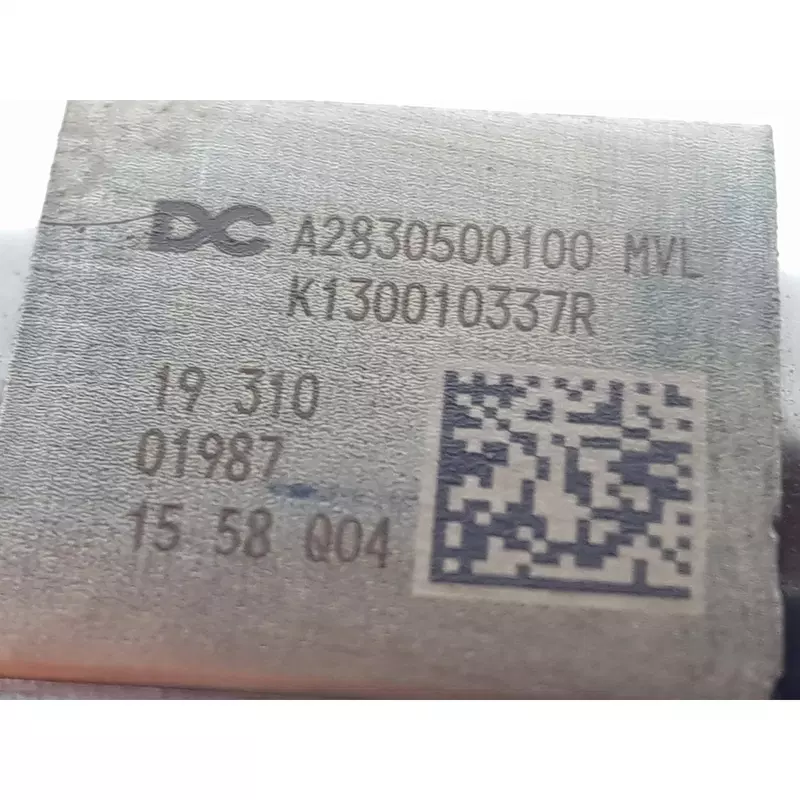 DC A2830500100 MVL
K130010337R
19 310
01987
15 58 Q04